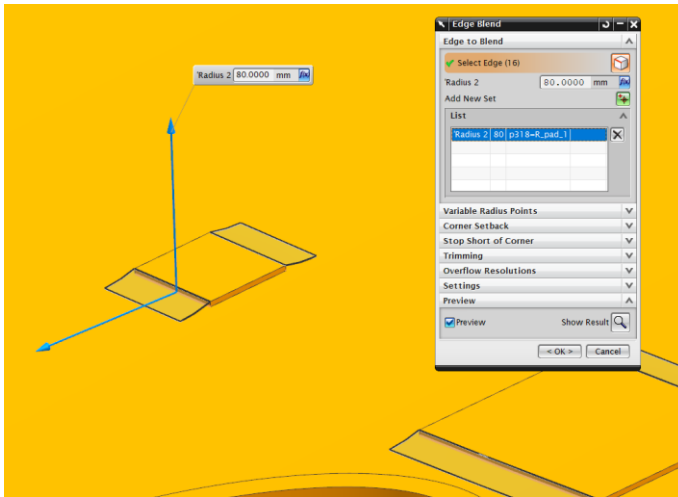 Edge Blend
Edge to Blend
Select Edge (16)
'Radius 2 80.0000 mm
'Radius 2 80.0000 mm
Add New Set
List
'Radius 2 80 p318=R_pad_1
Variable Radius Points
Corner Setback
Stop Short of Corner
Trimming
Overflow Resolutions
Settings
Preview
Preview Show Result
< OK > Cancel